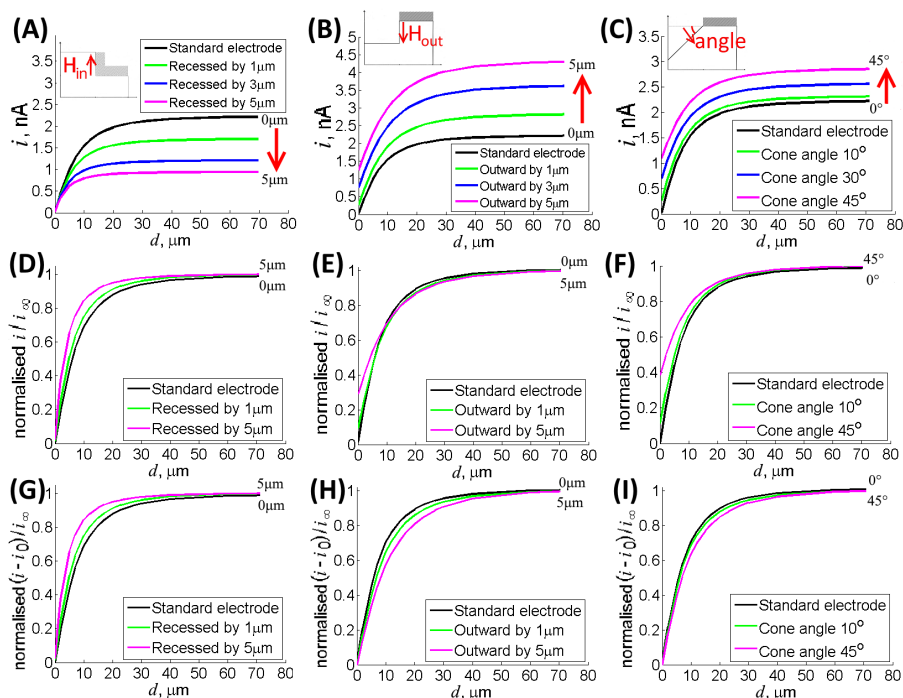 (A)
H in
i, nA
3.5
3
2.5
2
1.5
1
0.5
0
Standard electrode
Recessed by 1µm
Recessed by 3µm
Recessed by 5µm
0µm
5µm
0 10 20 30 40 50 60 70 80
d, µm
(B)
H out
i, nA
5
4.5
4
3.5
3
2.5
2
1.5
1
0.5
0
5µm
0µm
Standard electrode
Outward by 1µm
Outward by 3µm
Outward by 5µm
0 10 20 30 40 50 60 70 80
d, µm
(C)
angle
i, nA
3.5
3
2.5
2
1.5
1
0.5
0
45°
0°
Standard electrode
Cone angle 10°
Cone angle 30°
Cone angle 45°
0 10 20 30 40 50 60 70 80
d, µm
(D)
normalised i / i∞
1
0.8
0.6
0.4
0.2
0
5µm
0µm
Standard electrode
Recessed by 1µm
Recessed by 5µm
0 10 20 30 40 50 60 70 80
d, µm
(E)
normalised i / i∞
1
0.8
0.6
0.4
0.2
0
0µm
5µm
Standard electrode
Outward by 1µm
Outward by 5µm
0 10 20 30 40 50 60 70 80
d, µm
(F)
normalised i / i∞
1
0.8
0.6
0.4
0.2
0
45°
0°
Standard electrode
Cone angle 10°
Cone angle 45°
0 10 20 30 40 50 60 70 80
d, µm
(G)
normalised (i - i0) / i∞
1
0.8
0.6
0.4
0.2
0
5µm
0µm
Standard electrode
Recessed by 1µm
Recessed by 5µm
0 10 20 30 40 50 60 70 80
d, µm
(H)
normalised (i - i0) / i∞
1
0.8
0.6
0.4
0.2
0
0µm
5µm
Standard electrode
Outward by 1µm
Outward by 5µm
0 10 20 30 40 50 60 70 80
d, µm
(I)
normalised (i - i0) / i∞
1
0.8
0.6
0.4
0.2
0
0°
45°
Standard electrode
Cone angle 10°
Cone angle 45°
0 10 20 30 40 50 60 70 80
d, µm